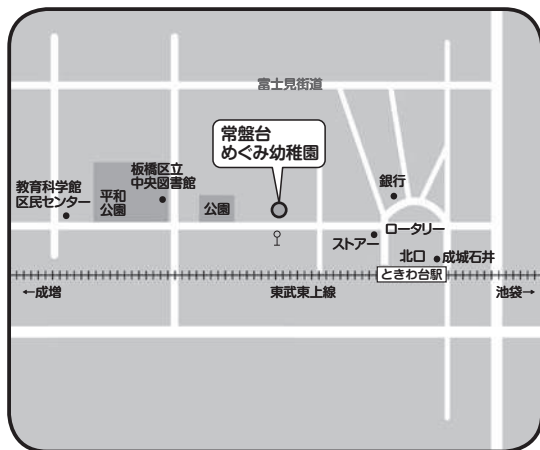 富士見街道
常盤台
めぐみ幼稚園
板橋区立
中央図書館
教育科学館
区民センター
平和
公園
公園
銀行
ロータリー
ストアー
北口
成城石井
ときわ台駅
←成増
東武東上線
池袋→